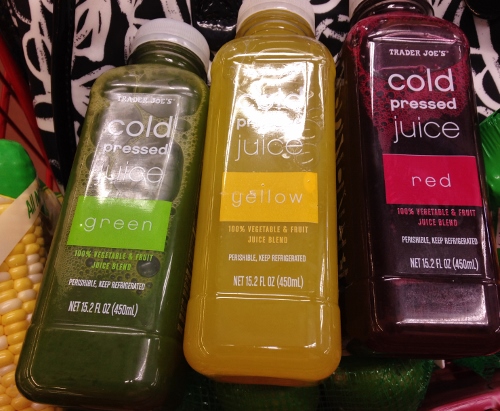 TRADER JOE'S
cold
pressed
juice
green
100% VEGETABLE & FRUIT
JUICE BLEND
PERISHABLE, KEEP REFRIGERATED
NET 15.2 FL OZ (450mL)
pressed
juice
yellow
100% VEGETABLE & FRUIT
JUICE BLEND
PERISHABLE, KEEP REFRIGERATED
NET 15.2 FL OZ (450mL)
TRADER JOE'S
cold
pressed
juice
red
100% VEGETABLE & FRUIT
JUICE BLEND
PERISHABLE, KEEP REFRIGERATED
NET 15.2 FL OZ (450mL)